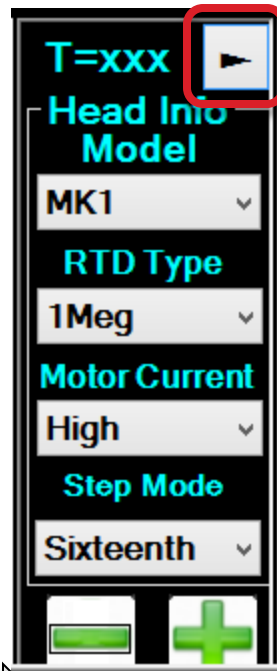 T=xxx
Head Info
Model
MK1
RTD Type
1Meg
Motor Current
High
Step Mode
Sixteenth